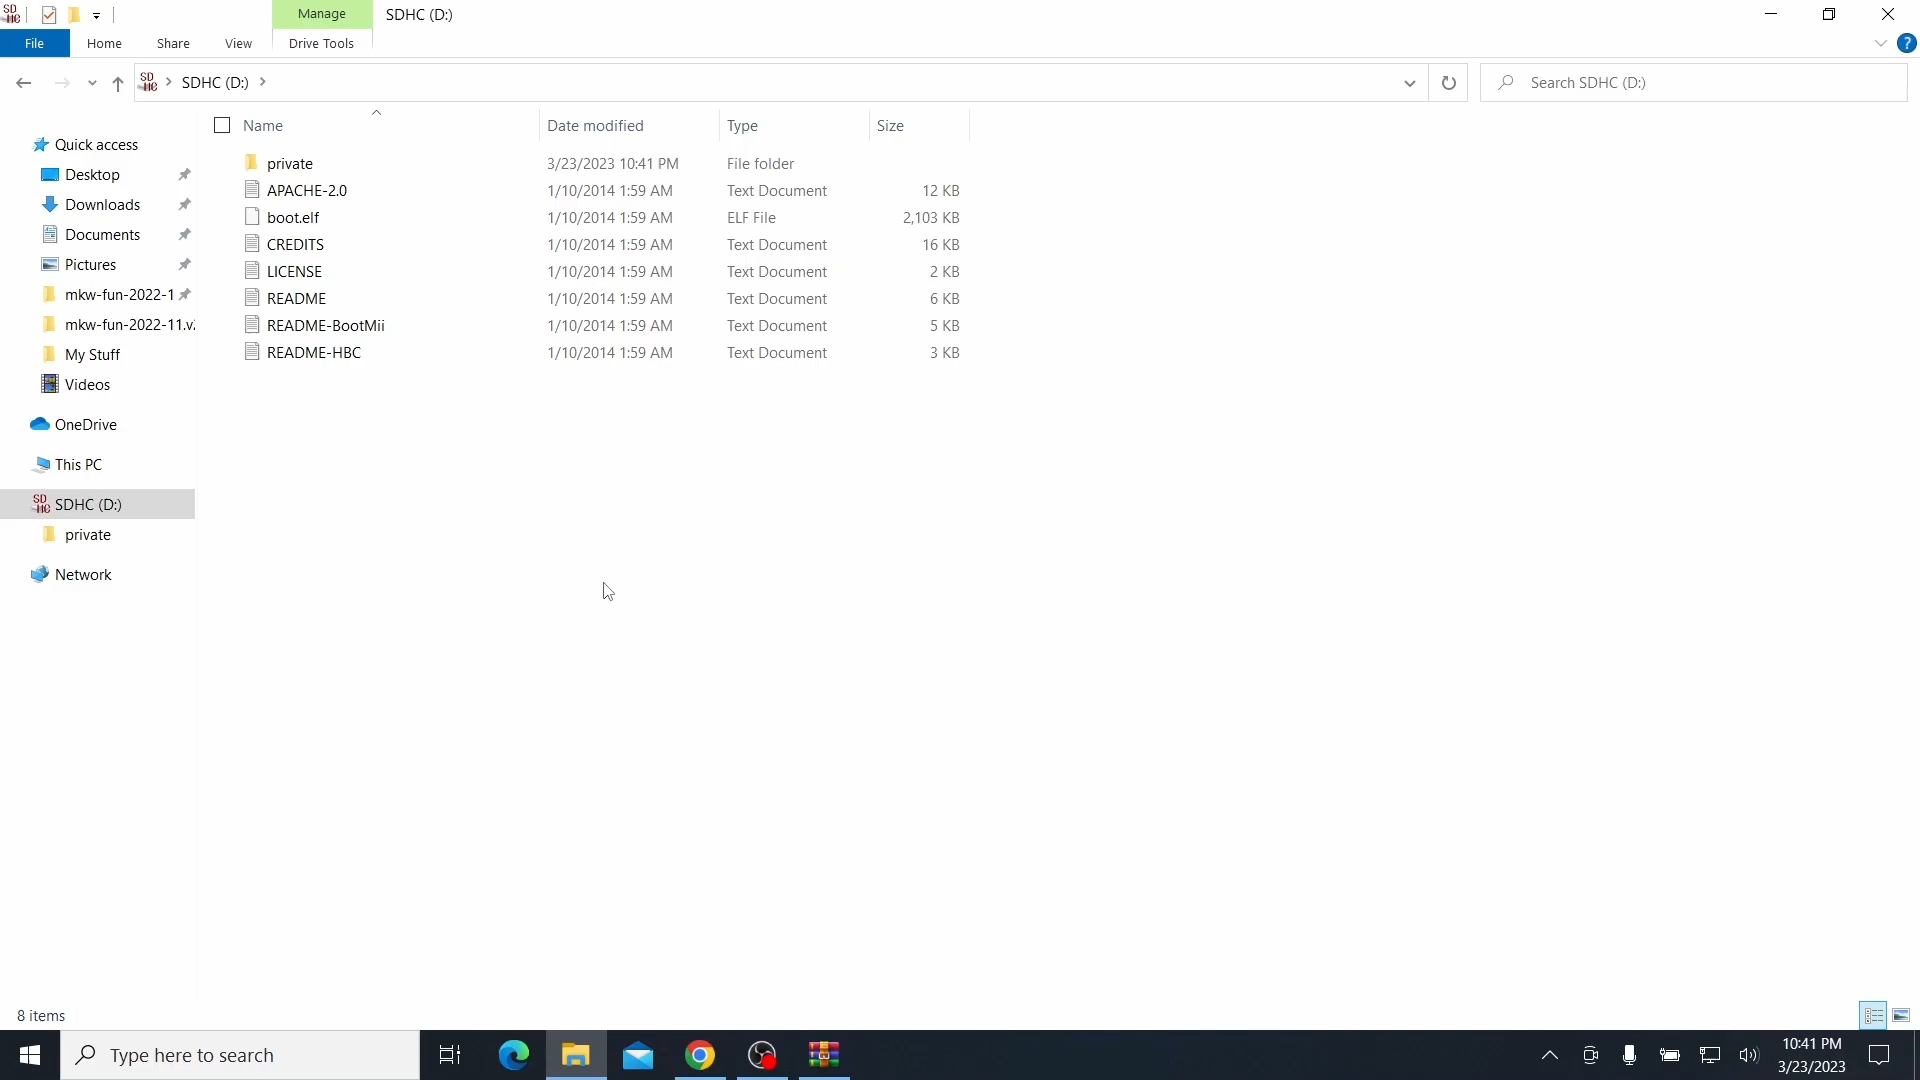 SD
HC
Manage
SDHC (D:)
File
Home
Share
View
Drive Tools
?
SD
HC
SDHC (D:)
Search SDHC (D:)
Name
Date modified
Type
Size
private
3/23/2023 10:41 PM
File folder
APACHE-2.0
1/10/2014 1:59 AM
Text Document
12 KB
boot.elf
1/10/2014 1:59 AM
ELF File
2,103 KB
CREDITS
1/10/2014 1:59 AM
Text Document
16 KB
LICENSE
1/10/2014 1:59 AM
Text Document
2 KB
README
1/10/2014 1:59 AM
Text Document
6 KB
README-BootMii
1/10/2014 1:59 AM
Text Document
5 KB
README-HBC
1/10/2014 1:59 AM
Text Document
3 KB
Quick access
Desktop
Downloads
Documents
Pictures
mkw-fun-2022-1
mkw-fun-2022-11.v
My Stuff
Videos
OneDrive
This PC
SD
HC
SDHC (D:)
private
Network
8 items
Type here to search
10:41 PM
3/23/2023